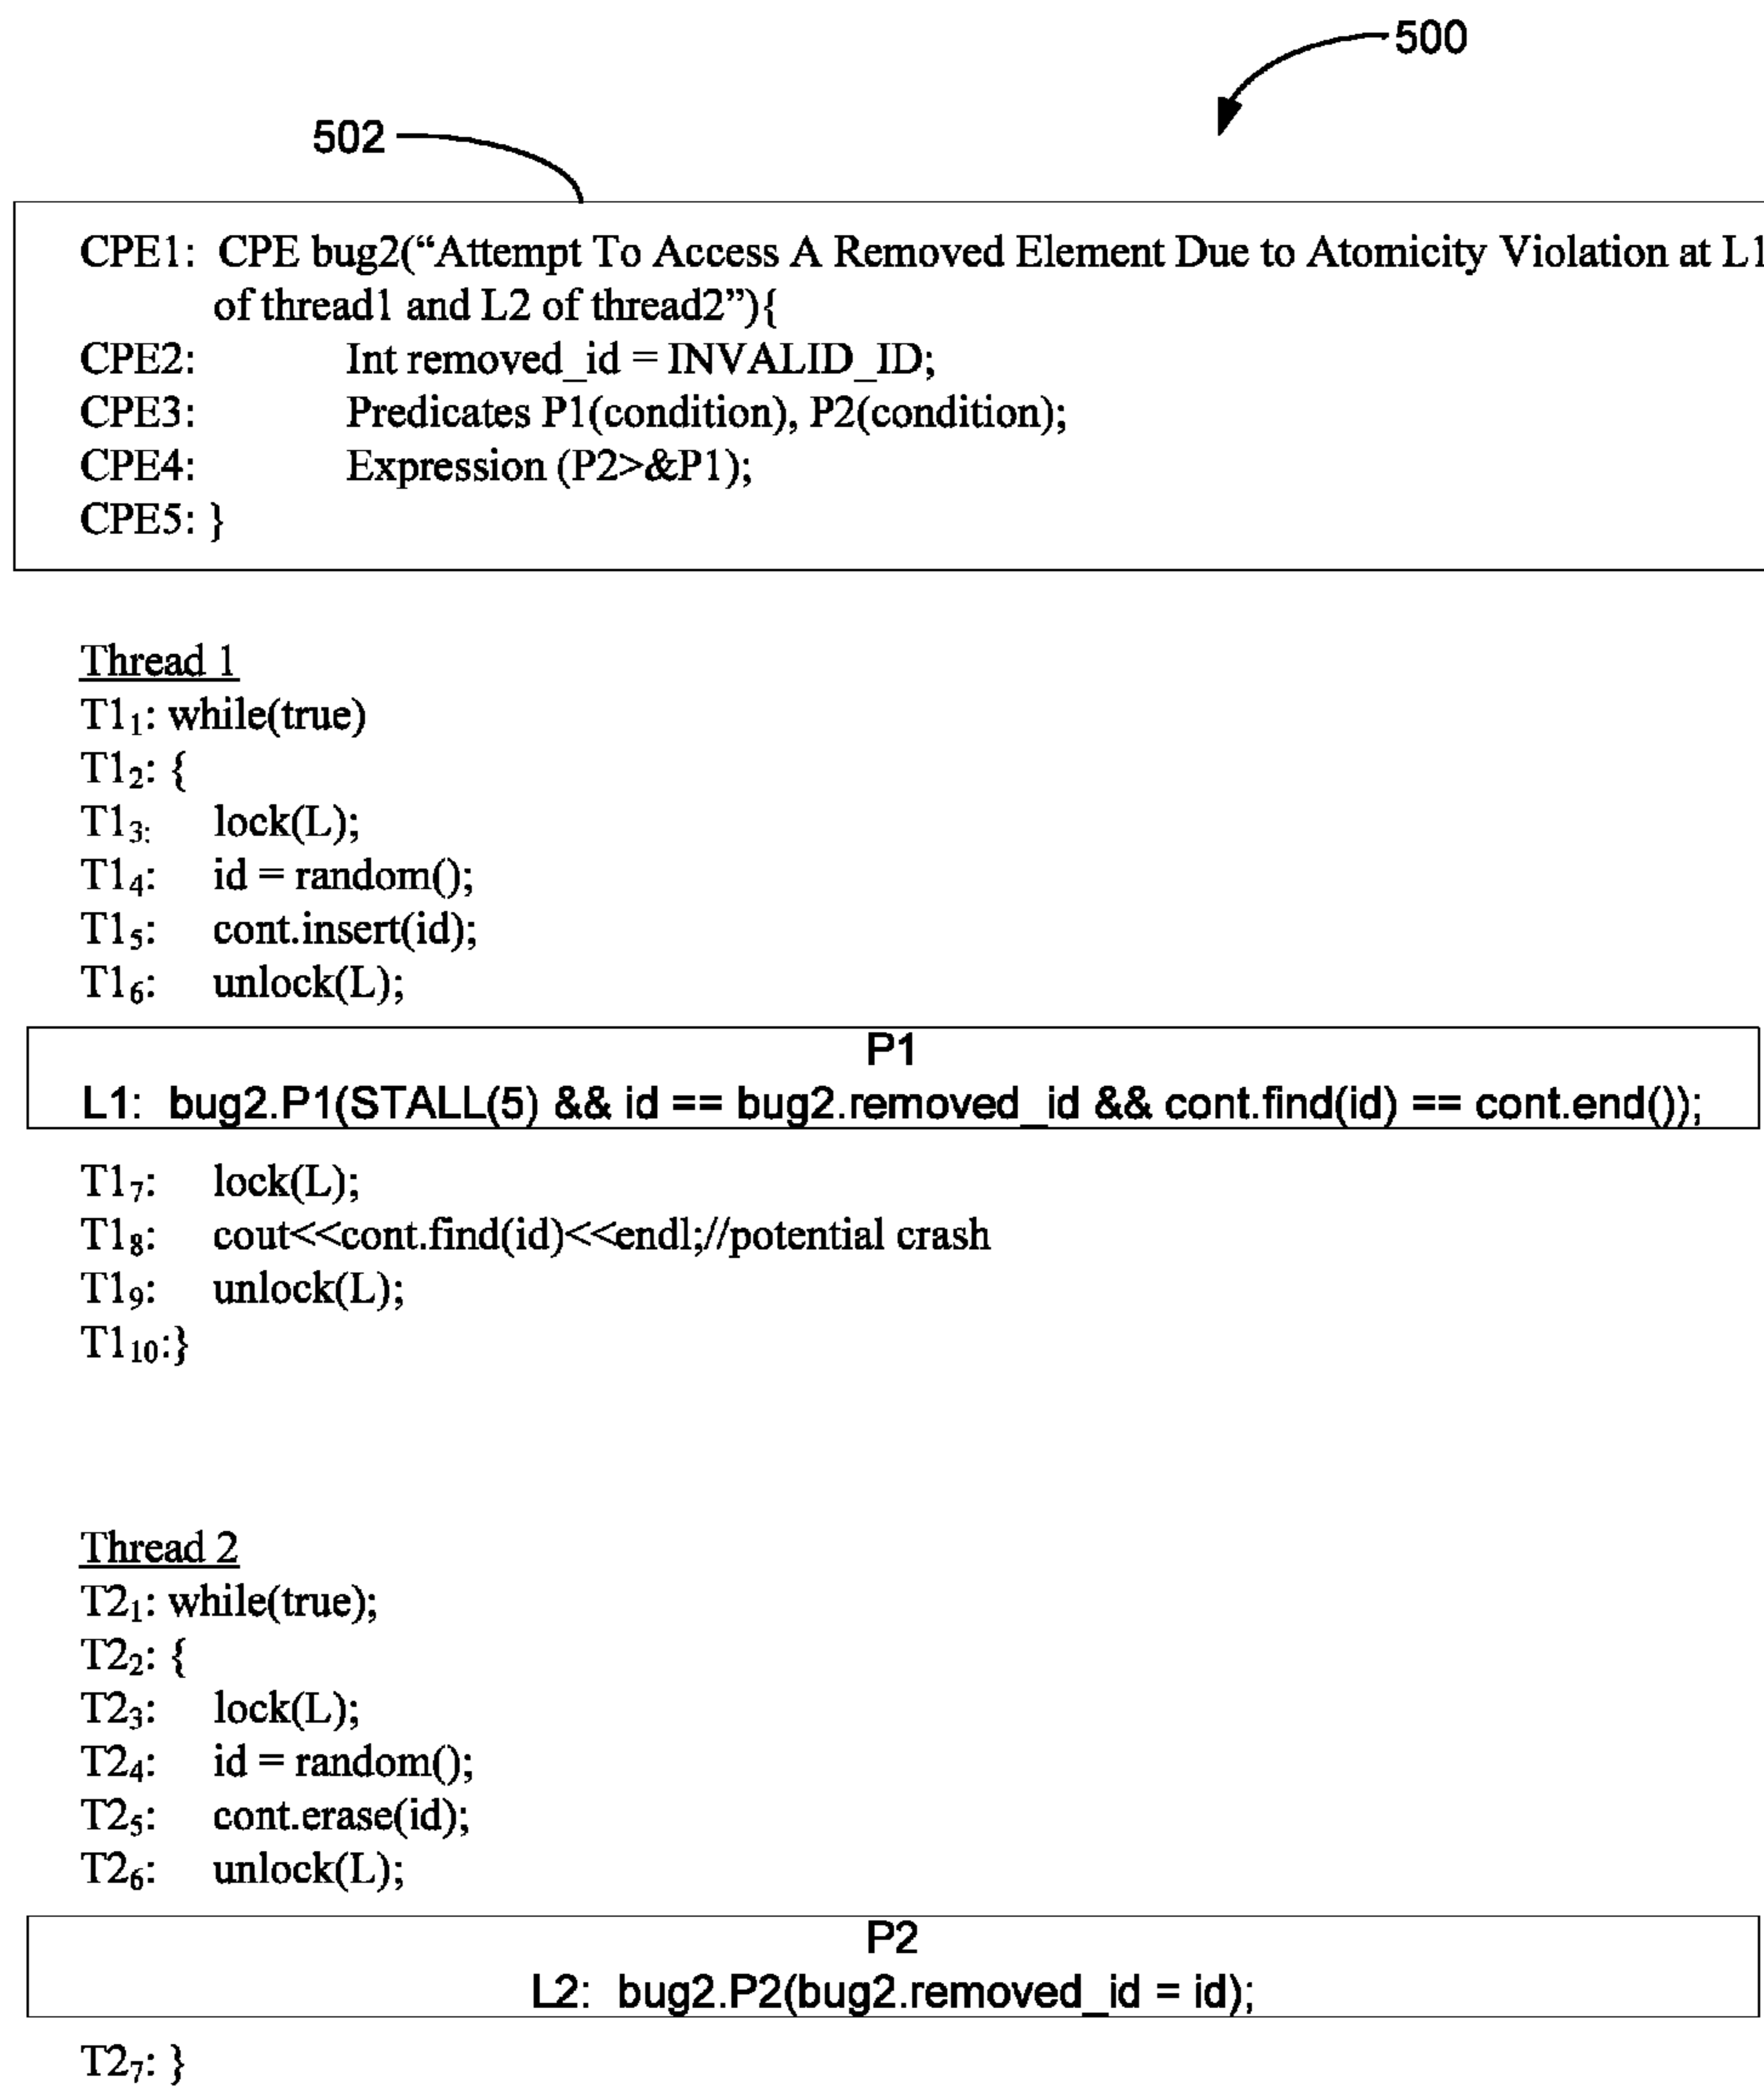 500
502
CPE1: CPE bug2(“Attempt To Access A Removed Element Due to Atomicity Violation at L1
of thread1 and L2 of thread2”){
CPE2: Int removed_id = INVALID_ID;
CPE3: Predicates P1(condition), P2(condition);
CPE4: Expression (P2>&P1);
CPE5: }
Thread 1
T1₁: while(true)
T1₂: {
T1₃: lock(L);
T1₄: id = random();
T1₅: cont.insert(id);
T1₆: unlock(L);
P1
L1: bug2.P1(STALL(5) && id == bug2.removed_id && cont.find(id) == cont.end());
T1₇: lock(L);
T1₈: cout<<cont.find(id)<<endl;//potential crash
T1₉: unlock(L);
T1₁₀:}
Thread 2
T2₁: while(true);
T2₂: {
T2₃: lock(L);
T2₄: id = random();
T2₅: cont.erase(id);
T2₆: unlock(L);
P2
L2: bug2.P2(bug2.removed_id = id);
T2₇: }